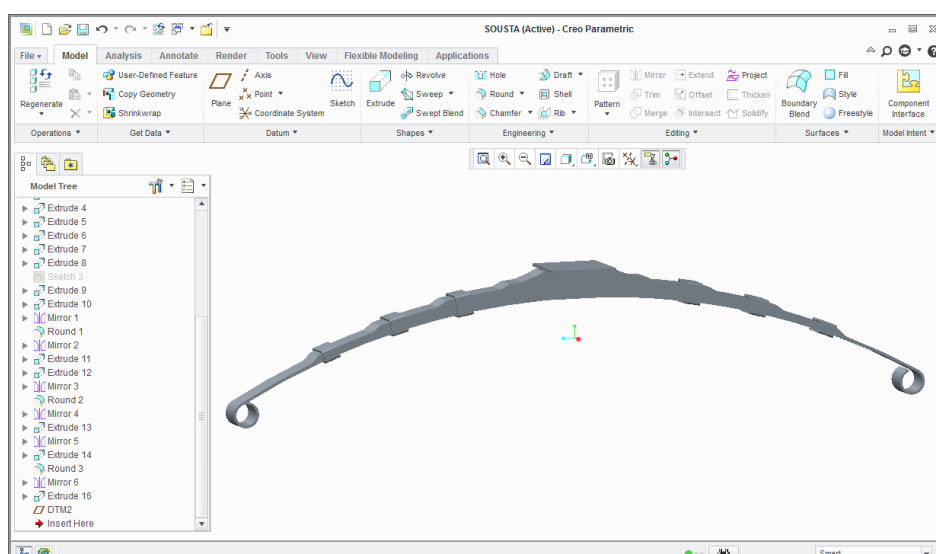 SOUSTA (Active) - Creo Parametric
File Model Analysis Annotate Render Tools View Flexible Modeling Applications
User-Defined Feature Axis Revolve Hole Draft Mirror Extend Project Fill
Copy Geometry Point Sweep Round Shell Trim Offset Thicken Style
Regenerate Plane Sketch Extrude Pattern Boundary Blend Component Interface
Shrinkwrap Coordinate System Swept Blend Chamfer Rib Merge Intersect Solidify Freestyle
Operations Get Data Datum Shapes Engineering Editing Surfaces Model Intent
Model Tree
Extrude 4
Extrude 5
Extrude 6
Extrude 7
Extrude 8
Sketch 3
Extrude 9
Extrude 10
Mirror 1
Round 1
Mirror 2
Extrude 11
Extrude 12
Mirror 3
Round 2
Mirror 4
Extrude 13
Mirror 5
Extrude 14
Round 3
Mirror 6
Extrude 16
DTM2
Insert Here
Smart